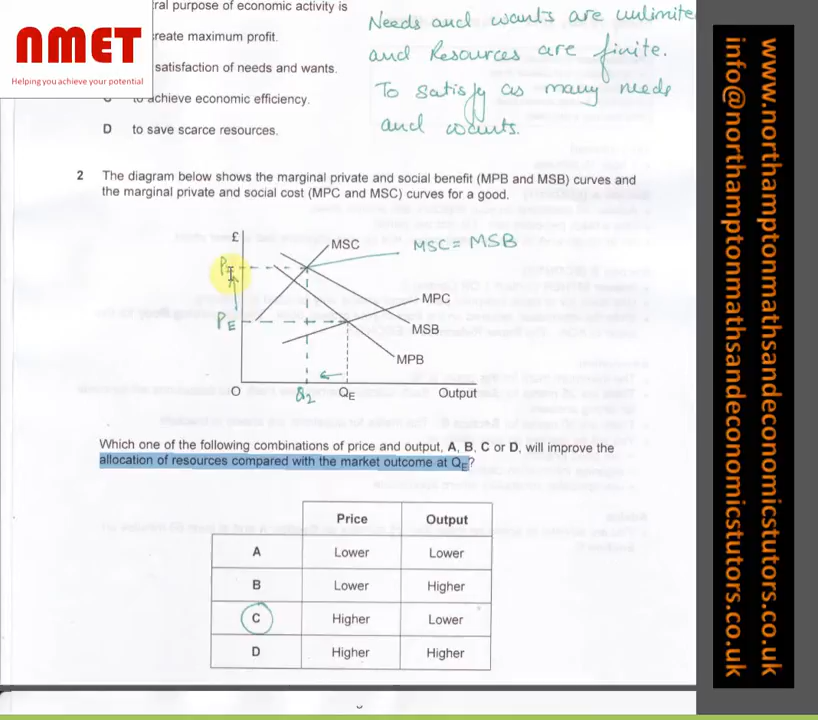 ral purpose of economic activity is
reate maximum profit.
satisfaction of needs and wants.
to achieve economic efficiency.
D to save scarce resources.
Needs and wants are unlimite
and Resources are finite.
To satisfy as many needs
and wants.
NMET
Helping you achieve your potential
2 The diagram below shows the marginal private and social benefit (MPB and MSB) curves and
the marginal private and social cost (MPC and MSC) curves for a good.
£
MSC
MSC = MSB
MPC
PE
MSB
MPB
O Q2 QE Output
Which one of the following combinations of price and output, A, B, C or D, will improve the
allocation of resources compared with the market outcome at QE?
Price Output
A Lower Lower
B Lower Higher
C Higher Lower
D Higher Higher
www.northamptonmathsandeconomicstutors.co.uk
info@northamptonmathsandeconomicstutors.co.uk